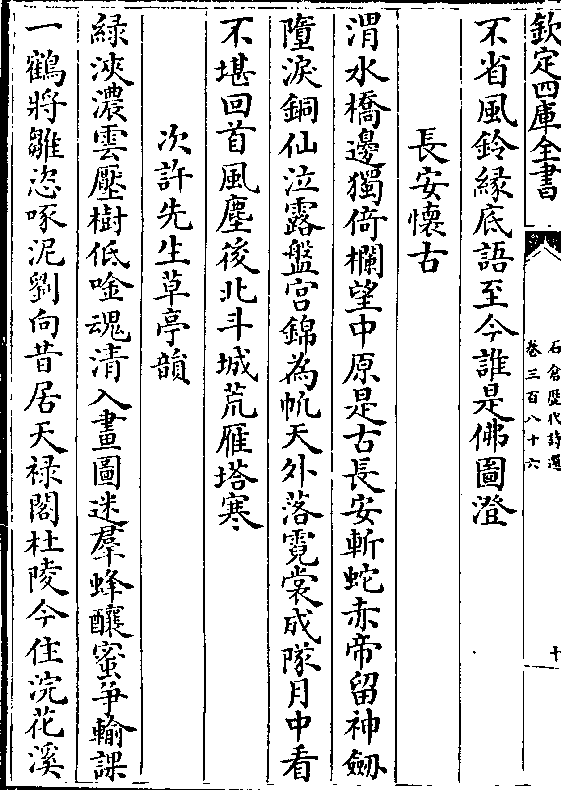 欽定四庫全書
石倉歷代詩選
卷三百八十六
十
不省風鈴緣底語至今誰是佛圖澄
長安懷古
渭水橋邊獨倚欄望中原是古長安斬蛇赤帝留神劒
墮淚銅仙泣露盤宮錦為帆天外落霓裳成隊月中看
不堪回首風塵後北斗城荒雁塔寒
次許先生草亭韻
綠浹濃雲壓樹低唫魂清入畫圖迷羣蜂釀蜜爭輸課
一鶴將雛恣啄泥劉向昔居天禄閣杜陵今住浣花溪